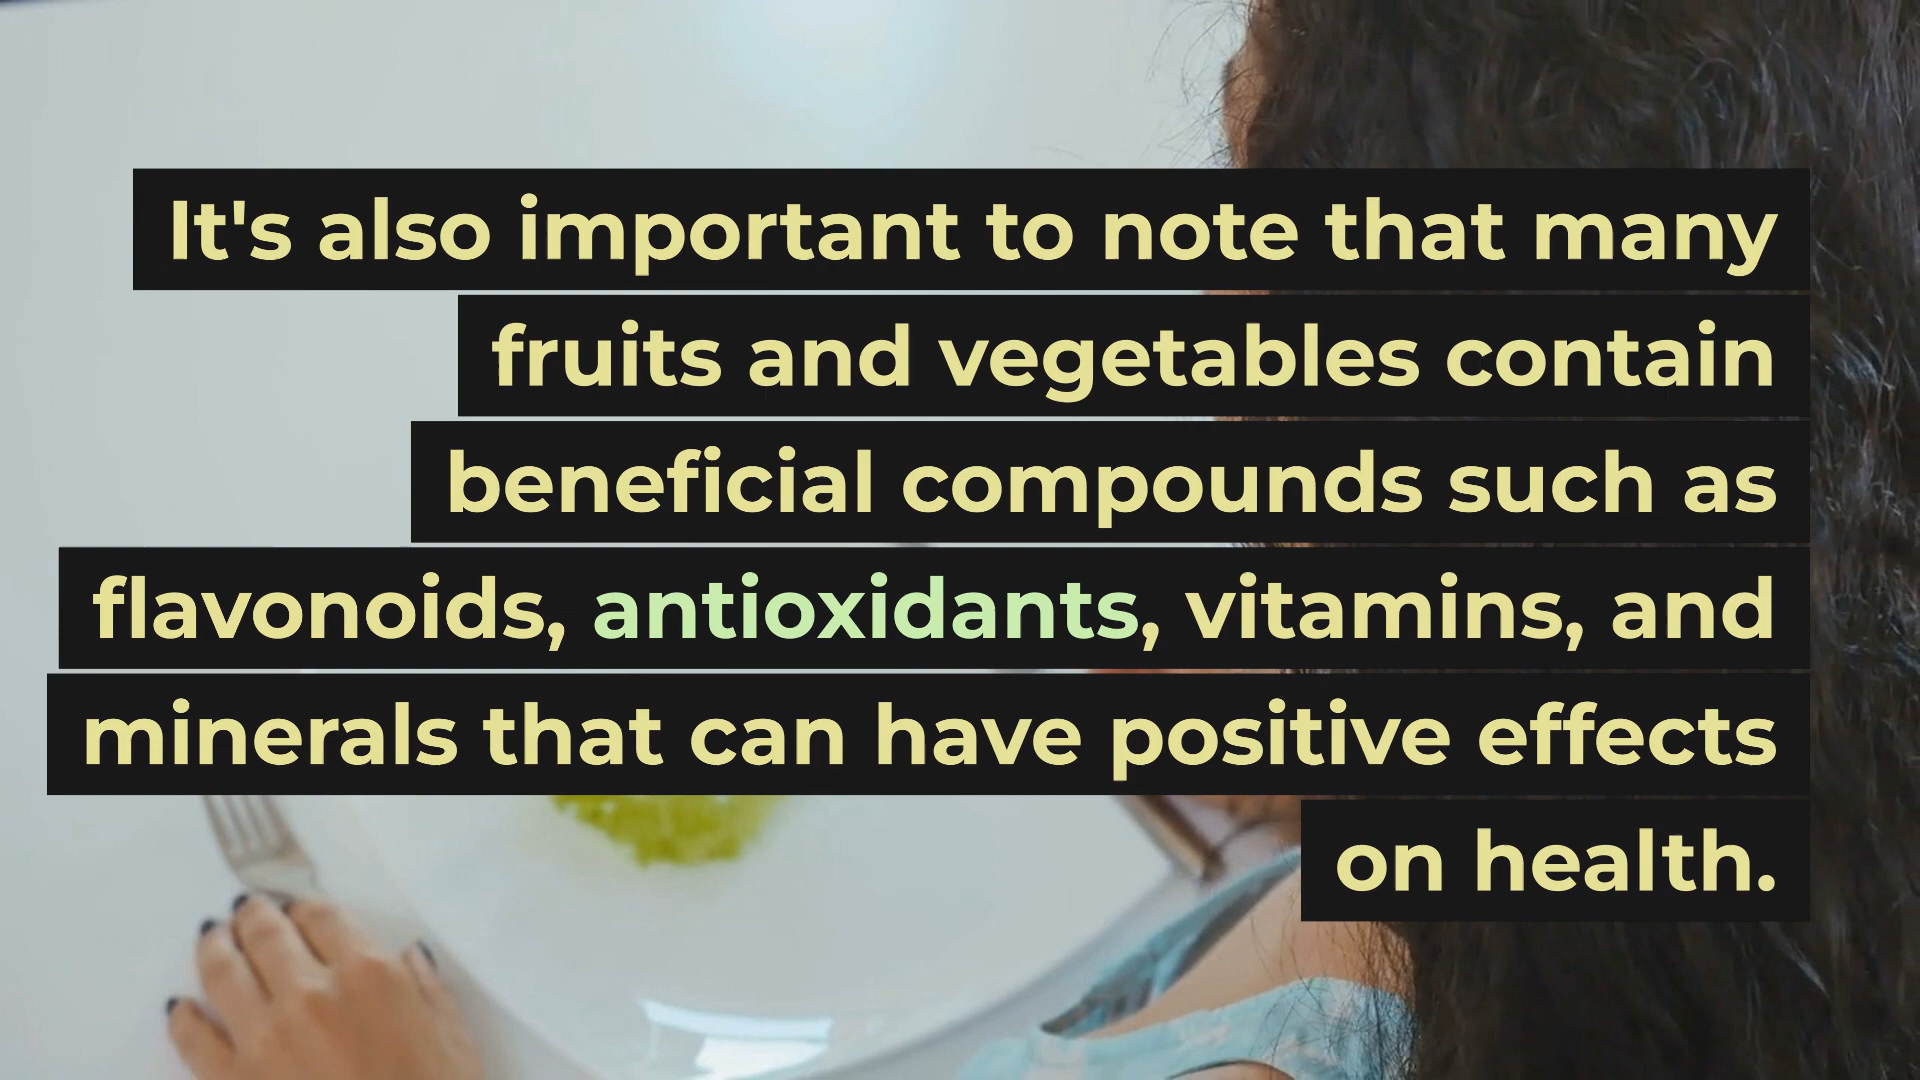 It's also important to note that many
fruits and vegetables contain
beneficial compounds such as
flavonoids, antioxidants, vitamins, and
minerals that can have positive effects
on health.